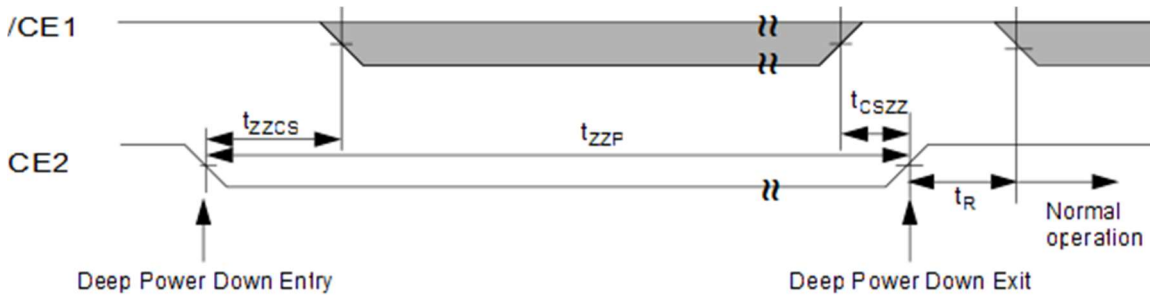 /CE1
tCSZZ
tZZCS
tZZP
CE2
tR
Normal
operation
Deep Power Down Entry
Deep Power Down Exit